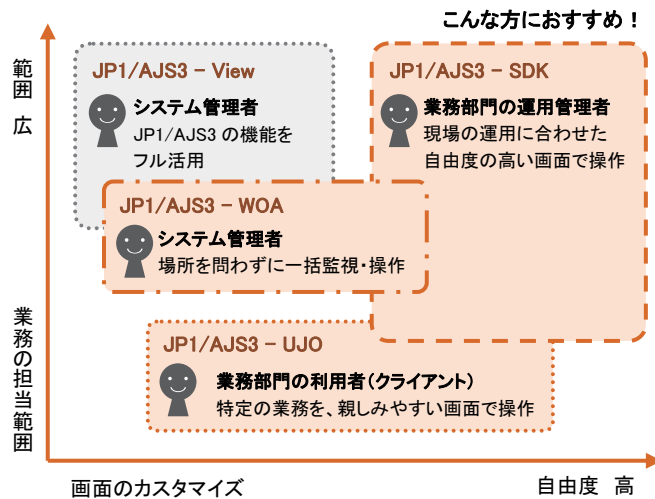 こんな方におすすめ！
範囲 広
JP1/AJS3 − View
システム管理者
JP1/AJS3 の機能を
フル活用
JP1/AJS3 − SDK
業務部門の運用管理者
現場の運用に合わせた
自由度の高い画面で操作
JP1/AJS3 − WOA
システム管理者
場所を問わずに一括監視・操作
業務の担当範囲
JP1/AJS3 − UJO
業務部門の利用者（クライアント）
特定の業務を、親しみやすい画面で操作
画面のカスタマイズ
自由度 高